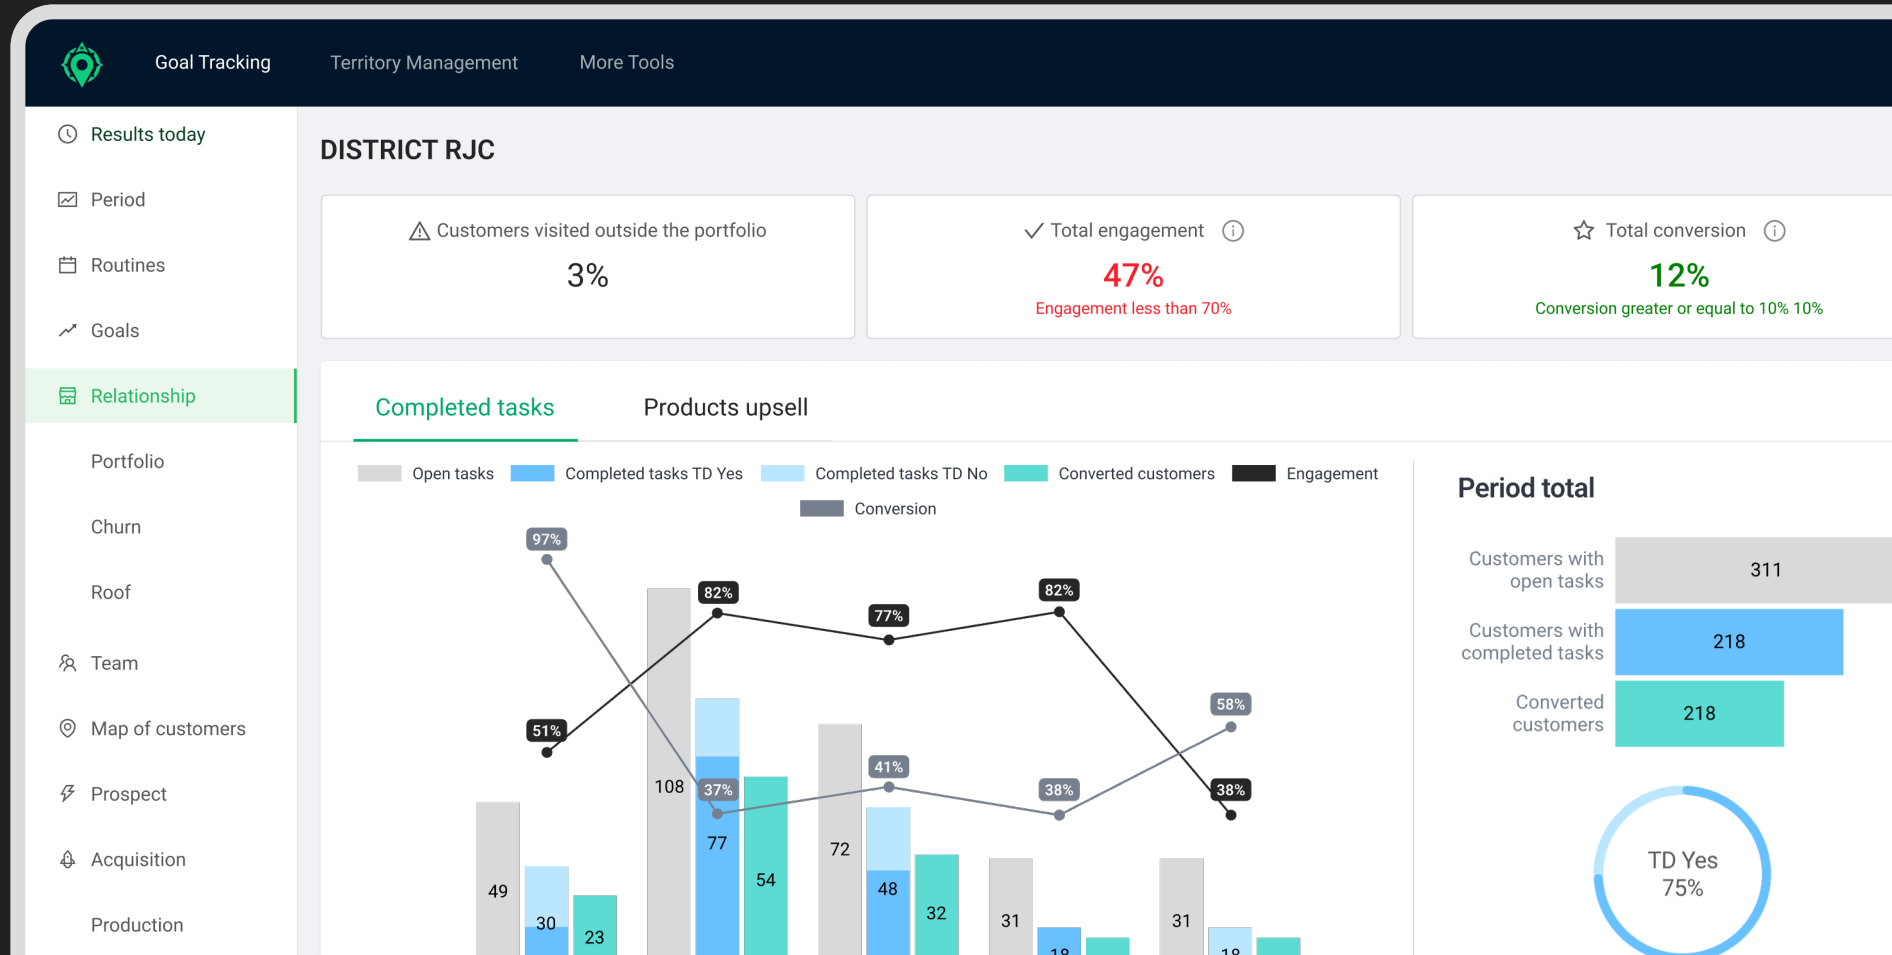 Goal Tracking
Territory Management
More Tools
Results today
Period
Routines
Goals
Relationship
Portfolio
Churn
Roof
Team
Map of customers
Prospect
Acquisition
Production
DISTRICT RJC
Customers visited outside the portfolio
3%
Total engagement
47%
Engagement less than 70%
Total conversion
12%
Conversion greater or equal to 10% 10%
Completed tasks
Products upsell
Open tasks
Completed tasks TD Yes
Completed tasks TD No
Converted customers
Engagement
Conversion
97%
82%
77%
82%
51%
58%
37%
41%
38%
38%
49
30
23
108
77
54
72
48
32
31
18
31
18
Period total
Customers with
open tasks
311
Customers with
completed tasks
218
Converted
customers
218
TD Yes
75%